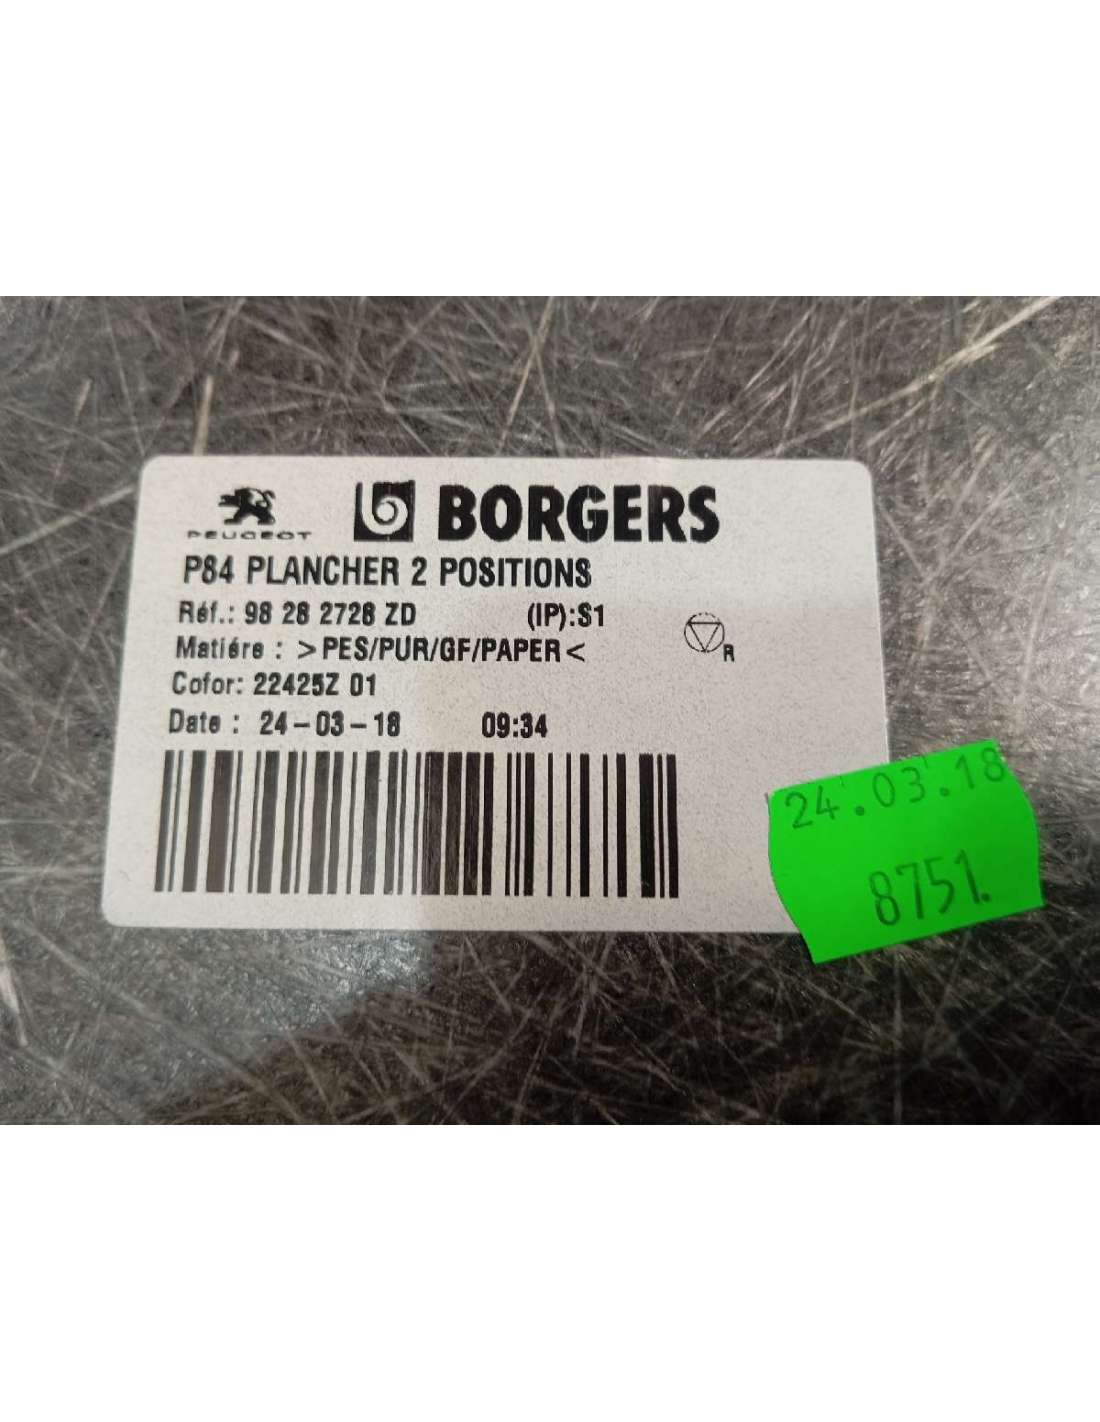 PEUGEOT BORGERS
P84 PLANCHER 2 POSITIONS
Réf.: 98 28 2728 ZD (IP):S1
Matiére : >PES/PUR/GF/PAPER<
R
Cofor: 22425Z 01
Date : 24-03-18 09:34
24.03.18
8751.